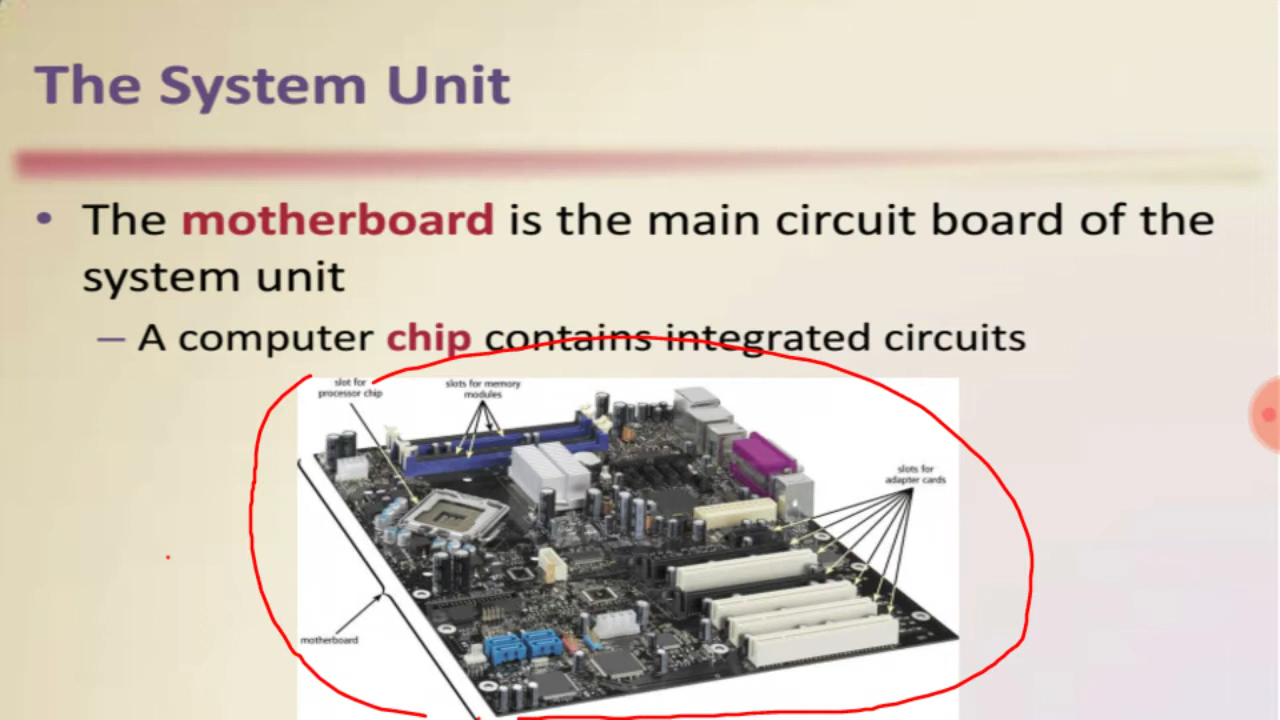 The System Unit
• The motherboard is the main circuit board of the
system unit
– A computer chip contains integrated circuits
slot for
processor chip
slots for memory
modules
slots for
adapter cards
motherboard